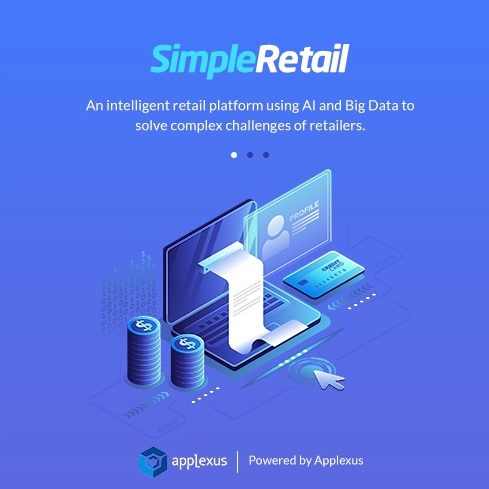 SimpleRetail
An intelligent retail platform using AI and Big Data to
solve complex challenges of retailers.
PROFILE
CREDIT
CARD
$ $
applexus | Powered by Applexus